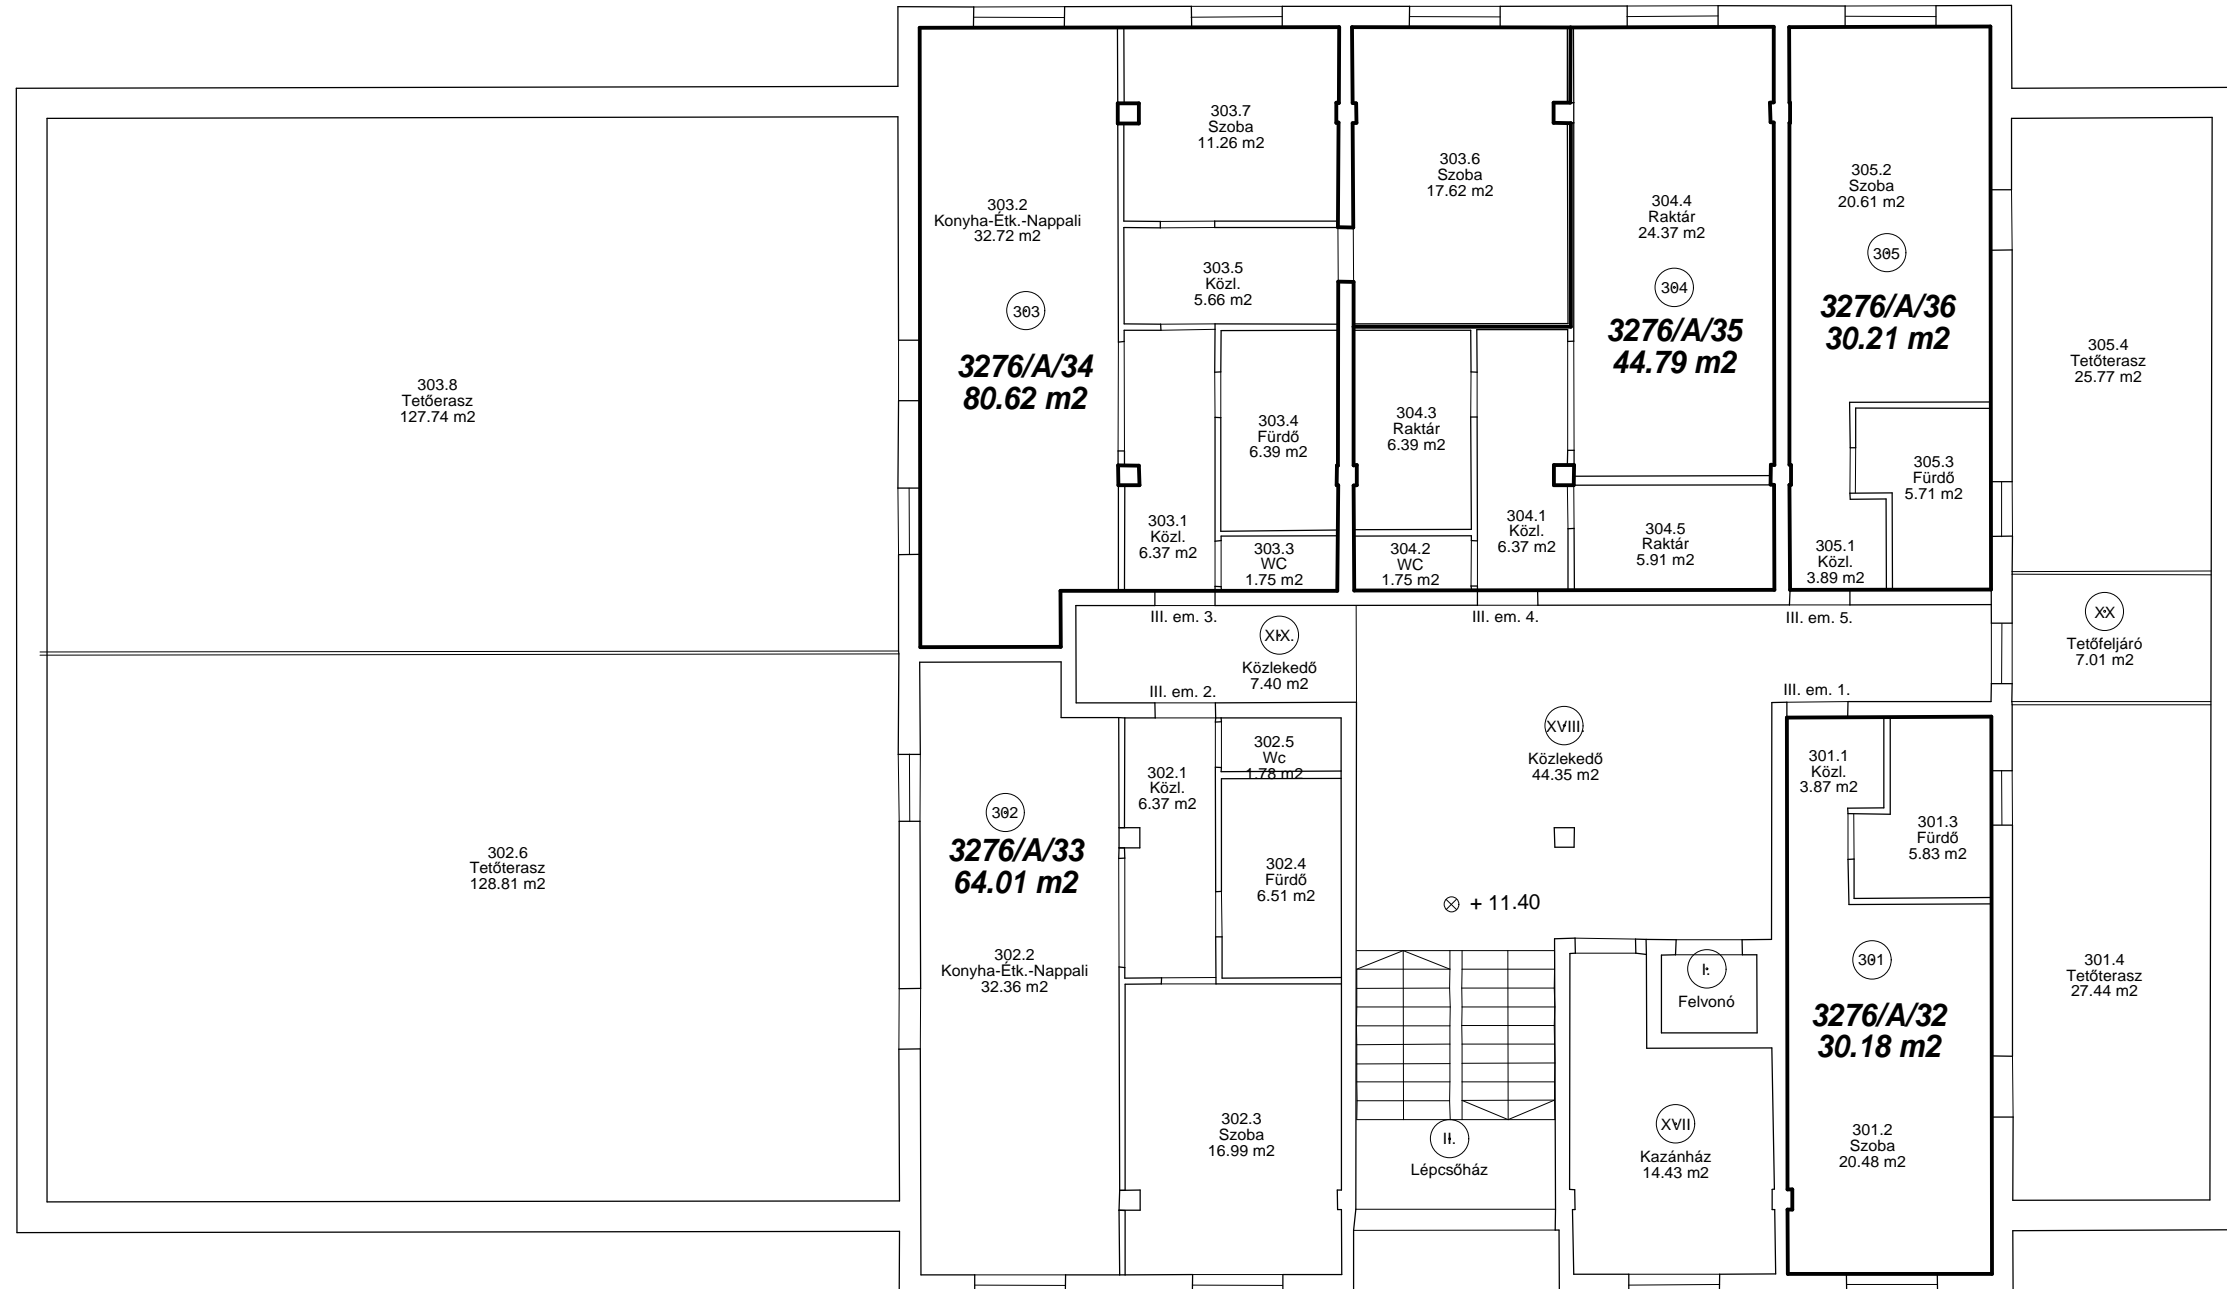 303.7
Szoba
11.26 m2
303.6
Szoba
17.62 m2
305.2
Szoba
20.61 m2
303.2
Konyha-Étk.-Nappali
32.72 m2
304.4
Raktár
24.37 m2
305
303.5
Közl.
5.66 m2
304
303
3276/A/36
30.21 m2
3276/A/35
44.79 m2
305.4
Tetőterasz
25.77 m2
3276/A/34
80.62 m2
303.8
Tetőerasz
127.74 m2
303.4
Fürdő
6.39 m2
304.3
Raktár
6.39 m2
305.3
Fürdő
5.71 m2
303.1
Közl.
6.37 m2
304.1
Közl.
6.37 m2
304.5
Raktár
5.91 m2
303.3
WC
1.75 m2
304.2
WC
1.75 m2
305.1
Közl.
3.89 m2
III. em. 3.
III. em. 4.
III. em. 5.
XIX.
Közlekedő
7.40 m2
XX
Tetőfeljáró
7.01 m2
III. em. 2.
III. em. 1.
XVIII.
Közlekedő
44.35 m2
302.5
Wc
1.78 m2
302.1
Közl.
6.37 m2
301.1
Közl.
3.87 m2
302
3276/A/33
64.01 m2
301.3
Fürdő
5.83 m2
302.6
Tetőterasz
128.81 m2
302.4
Fürdő
6.51 m2
+ 11.40
302.2
Konyha-Étk.-Nappali
32.36 m2
301
I.
Felvonó
301.4
Tetőterasz
27.44 m2
3276/A/32
30.18 m2
302.3
Szoba
16.99 m2
II.
Lépcsőház
XVII
Kazánház
14.43 m2
301.2
Szoba
20.48 m2